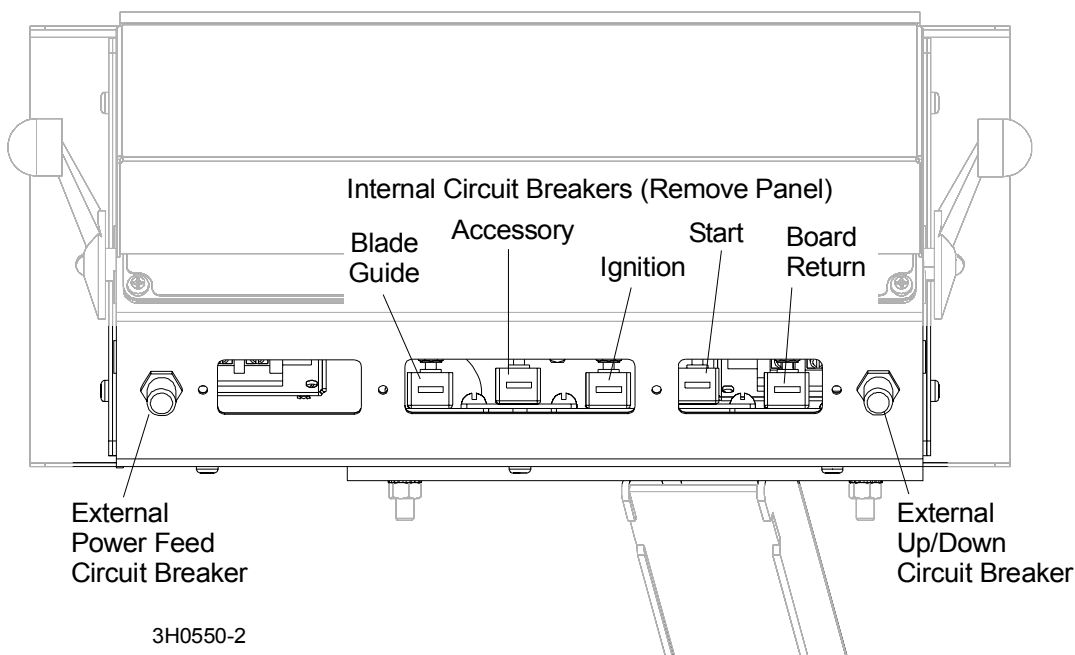 Internal Circuit Breakers (Remove Panel)
Blade
Guide
Accessory
Ignition
Start
Board
Return
External
Power Feed
Circuit Breaker
External
Up/Down
Circuit Breaker
3H0550-2